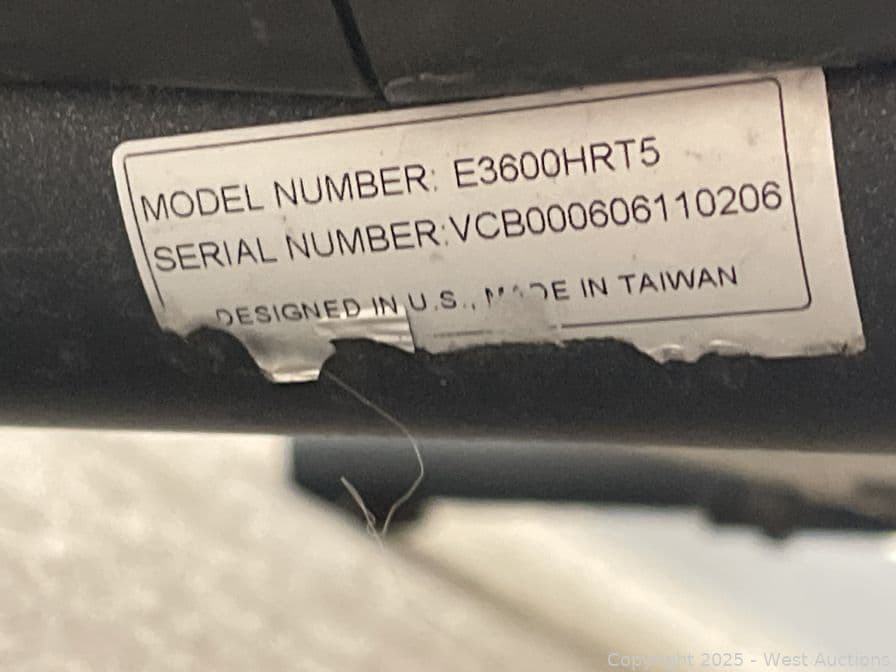 MODEL NUMBER: E3600HRT5
SERIAL NUMBER:VCB000606110206
DESIGNED IN U.S., MADE IN TAIWAN
Copyright 2025 - West Auctions